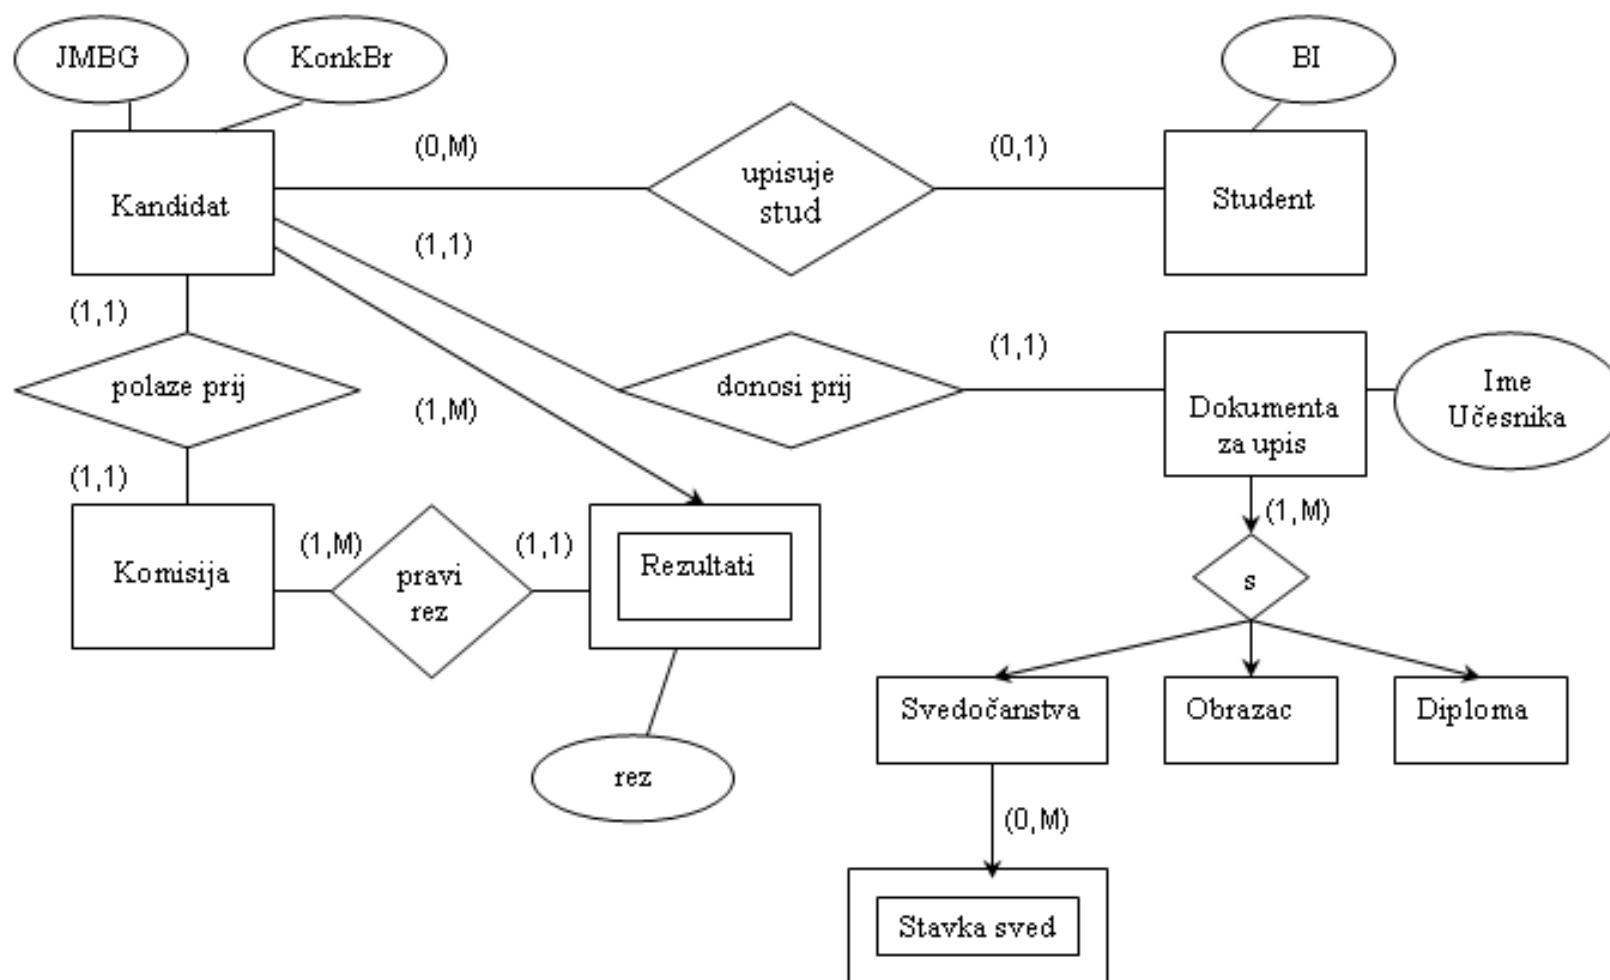 JMBG
KonkBr
BI
(0,M)
(0,1)
Kandidat
upisuje
stud
Student
(1,1)
(1,1)
(1,1)
polaze prij
donosi prij
Ime
Učesnika
Dokumenta
za upis
(1,M)
(1,1)
(1,M)
(1,M)
(1,1)
Komisija
pravi
rez
Rezultati
s
Svedočanstva
Obrazac
Diploma
rez
(0,M)
Stavka sved